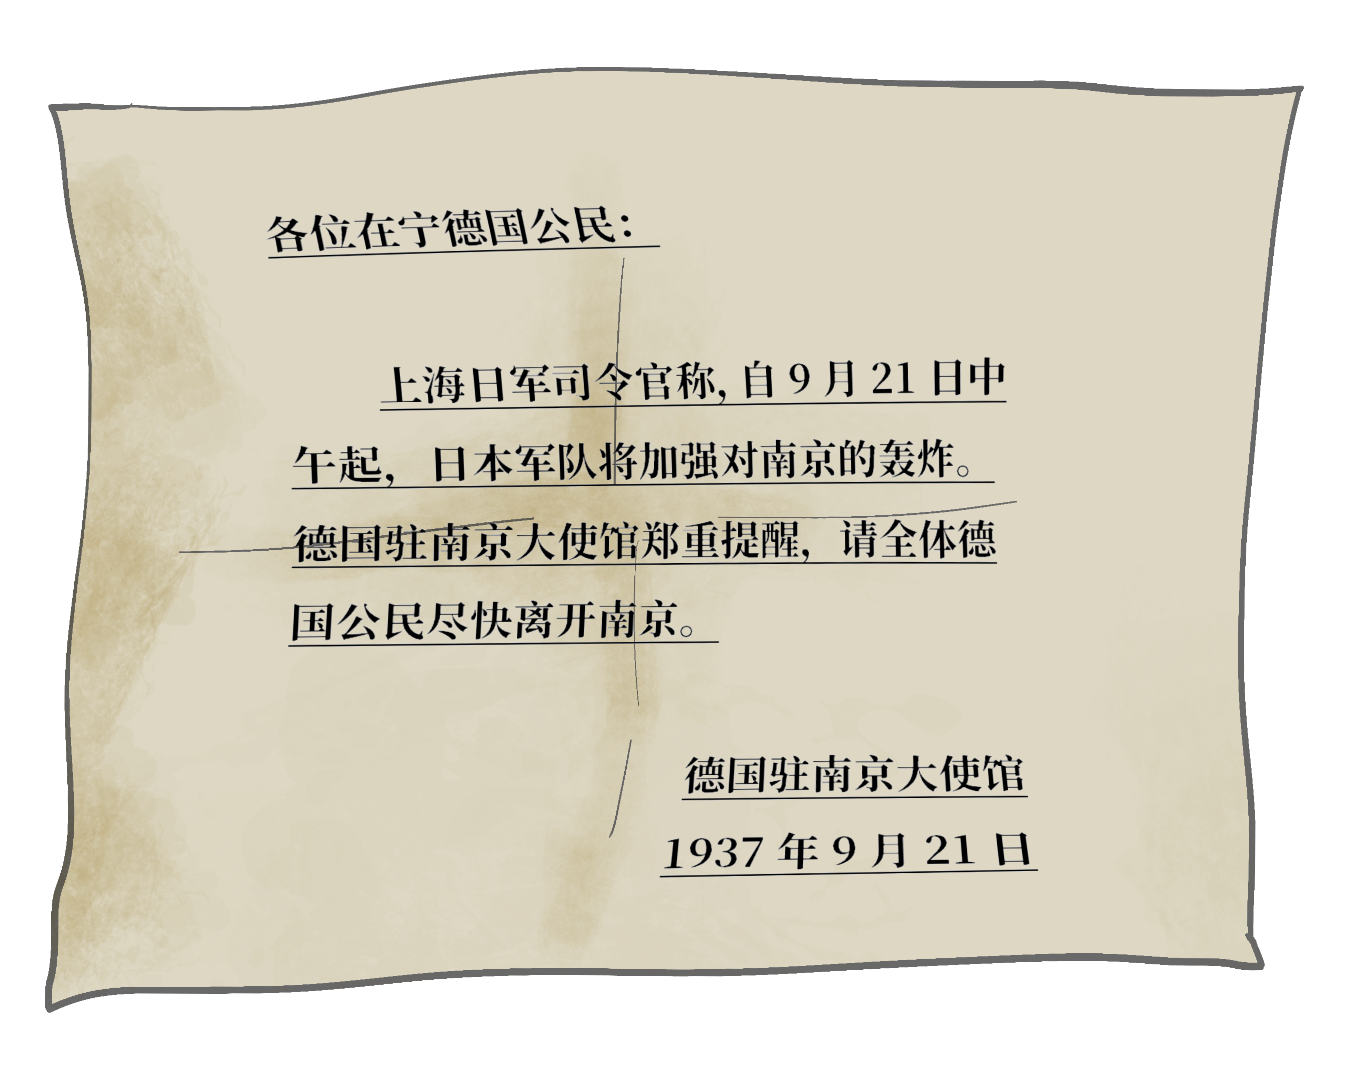 各位在宁德国公民：
上海日军司令官称, 自 9 月 21 日中
午起， 日本军队将加强对南京的轰炸。
德国驻南京大使馆郑重提醒，请全体德
国公民尽快离开南京。
德国驻南京大使馆
1937 年 9 月 21 日